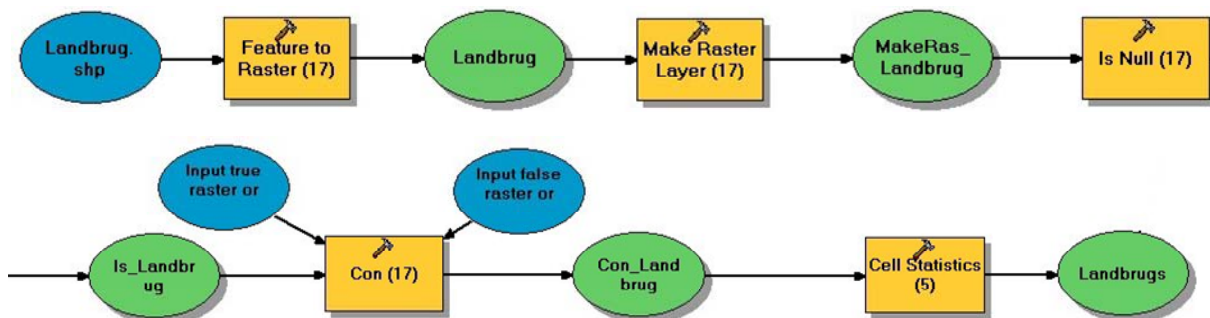 Landbrug.
shp
Feature to
Raster (17)
Landbrug
Make Raster
Layer (17)
MakeRas_
Landbrug
Is Null (17)
Input true
raster or
Input false
raster or
Is_Landbr
ug
Con (17)
Con_Land
brug
Cell Statistics
(5)
Landbrugs